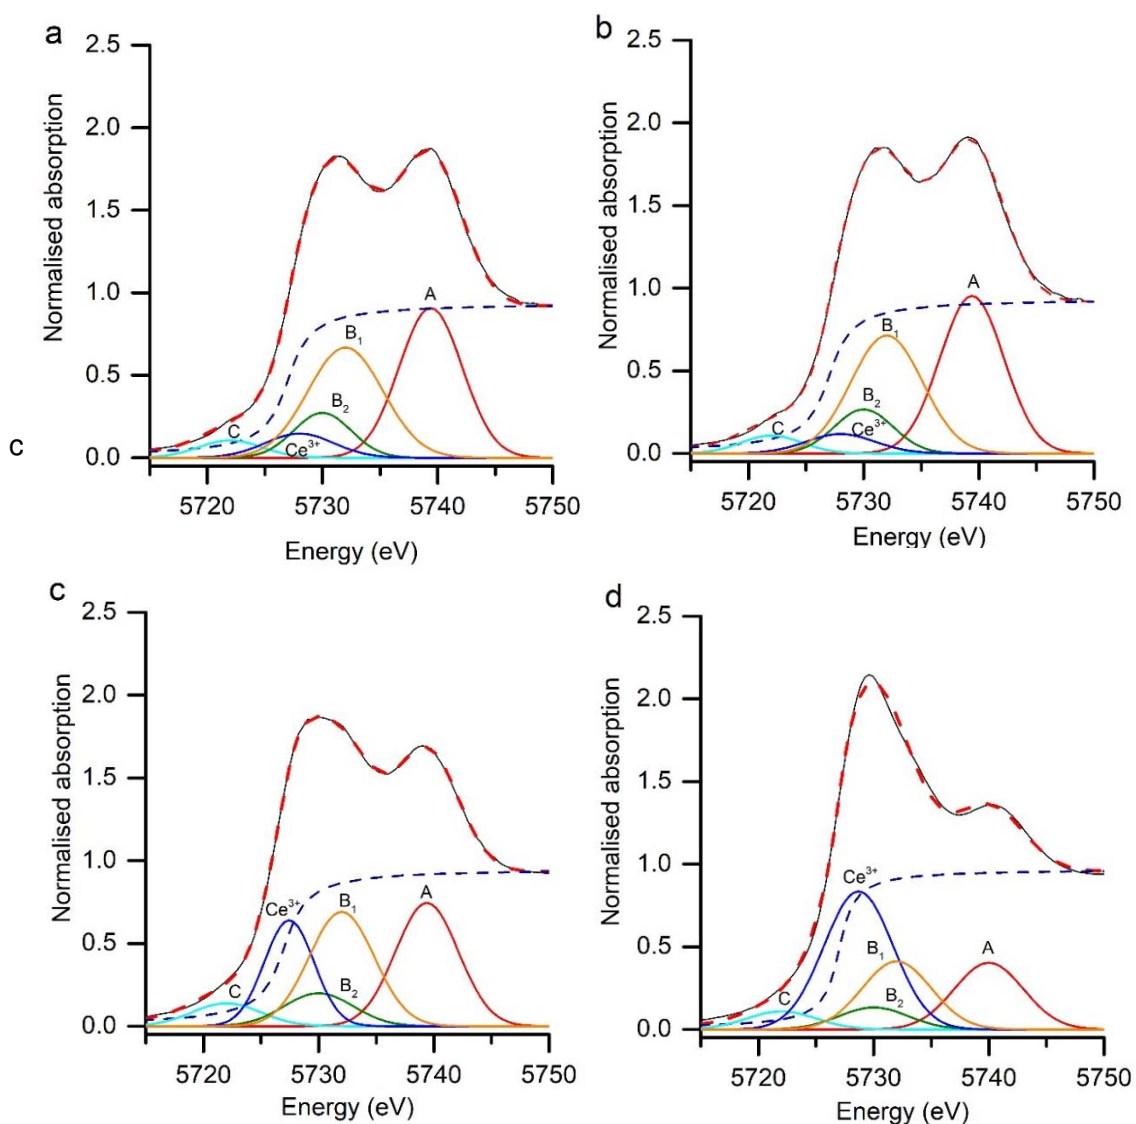 a
2.5
2.0
1.5
1.0
0.5
0.0
Normalised absorption
A
B₁
B₂
C
Ce³⁺
5720 5730 5740 5750
Energy (eV)
b
2.5
2.0
1.5
1.0
0.5
0.0
Normalised absorption
A
B₁
B₂
C
Ce³⁺
5720 5730 5740 5750
Energy (eV)
c
c
2.5
2.0
1.5
1.0
0.5
0.0
Normalised absorption
Ce³⁺
B₁
A
B₂
C
5720 5730 5740 5750
Energy (eV)
d
2.5
2.0
1.5
1.0
0.5
0.0
Normalised absorption
Ce³⁺
B₁
A
B₂
C
5720 5730 5740 5750
Energy (eV)